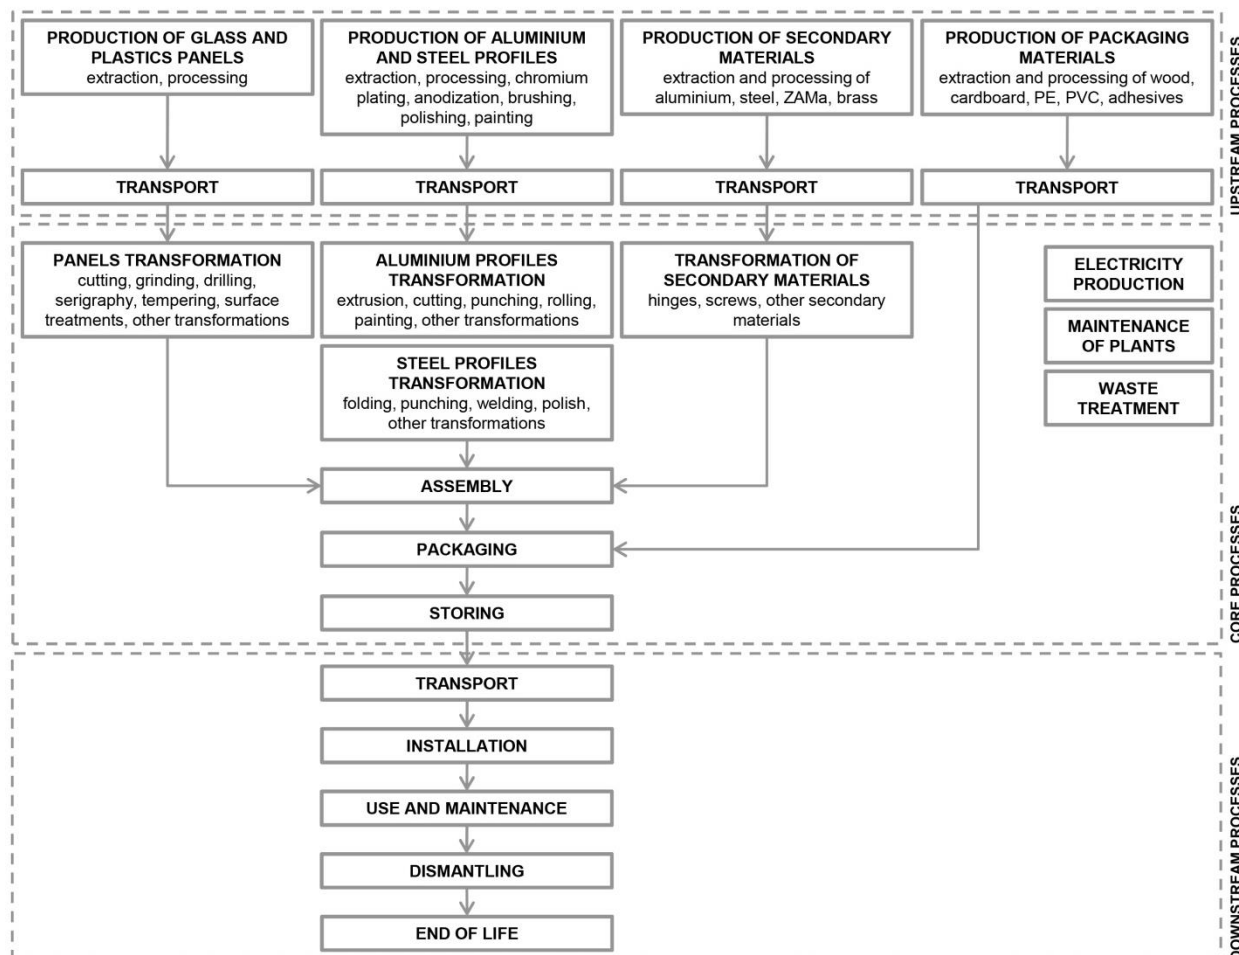 PRODUCTION OF GLASS AND
PLASTICS PANELS
extraction, processing
PRODUCTION OF ALUMINIUM
AND STEEL PROFILES
extraction, processing, chromium
plating, anodization, brushing,
polishing, painting
PRODUCTION OF SECONDARY
MATERIALS
extraction and processing of
aluminium, steel, ZAMa, brass
PRODUCTION OF PACKAGING
MATERIALS
extraction and processing of wood,
cardboard, PE, PVC, adhesives
TRANSPORT
TRANSPORT
TRANSPORT
TRANSPORT
UPSTREAM PROCESSES
PANELS TRANSFORMATION
cutting, grinding, drilling,
serigraphy, tempering, surface
treatments, other transformations
ALUMINIUM PROFILES
TRANSFORMATION
extrusion, cutting, punching, rolling,
painting, other transformations
TRANSFORMATION OF
SECONDARY MATERIALS
hinges, screws, other secondary
materials
ELECTRICITY
PRODUCTION
MAINTENANCE
OF PLANTS
WASTE
TREATMENT
STEEL PROFILES
TRANSFORMATION
folding, punching, welding, polish,
other transformations
ASSEMBLY
PACKAGING
STORING
CORE PROCESSES
TRANSPORT
INSTALLATION
USE AND MAINTENANCE
DISMANTLING
END OF LIFE
DOWNSTREAM PROCESSES